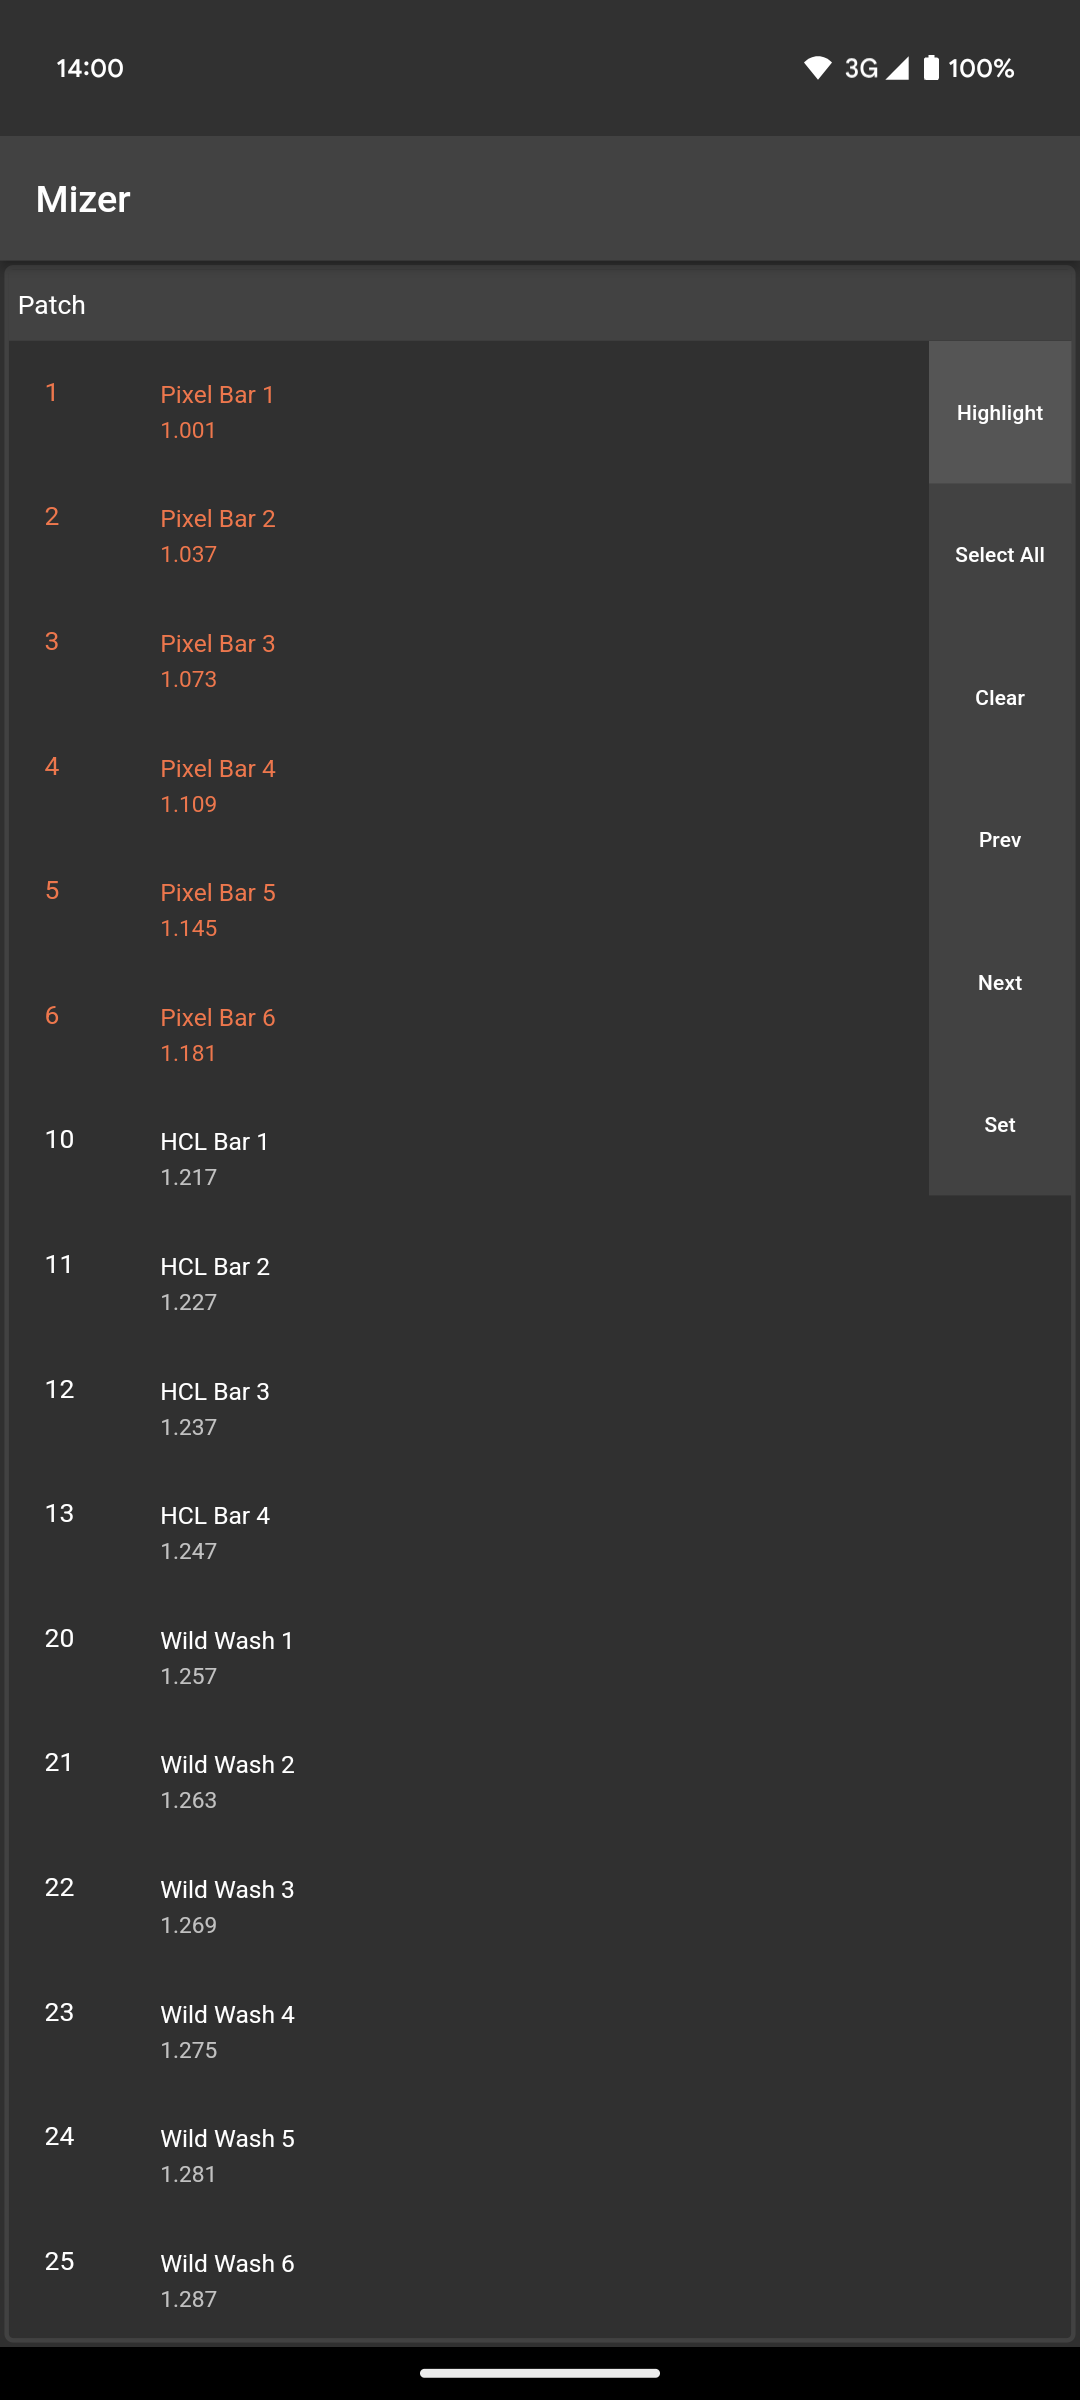 14:00
3G 100%
Mizer
Patch
1
Pixel Bar 1
1.001
2
Pixel Bar 2
1.037
3
Pixel Bar 3
1.073
4
Pixel Bar 4
1.109
5
Pixel Bar 5
1.145
6
Pixel Bar 6
1.181
10
HCL Bar 1
1.217
11
HCL Bar 2
1.227
12
HCL Bar 3
1.237
13
HCL Bar 4
1.247
20
Wild Wash 1
1.257
21
Wild Wash 2
1.263
22
Wild Wash 3
1.269
23
Wild Wash 4
1.275
24
Wild Wash 5
1.281
25
Wild Wash 6
1.287
Highlight
Select All
Clear
Prev
Next
Set